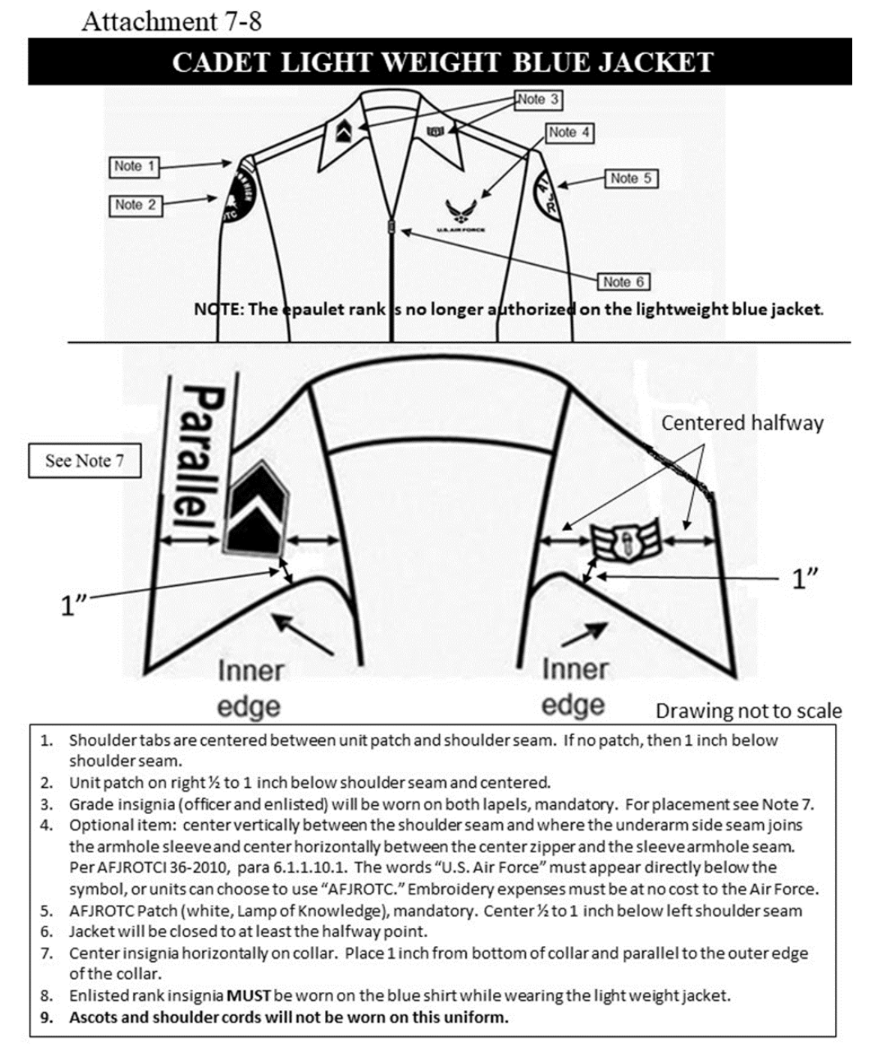 Attachment 7-8
CADET LIGHT WEIGHT BLUE JACKET
Note 3
Note 4
Note 1
Note 5
Note 2
U.S. AIR FORCE
Note 6
NOTE: The epaulet rank is no longer authorized on the lightweight blue jacket.
Parallel
Centered halfway
See Note 7
1”
1”
Inner
edge
Inner
edge
Drawing not to scale
1. Shoulder tabs are centered between unit patch and shoulder seam. If no patch, then 1 inch below
shoulder seam.
2. Unit patch on right ½ to 1 inch below shoulder seam and centered.
3. Grade insignia (officer and enlisted) will be worn on both lapels, mandatory. For placement see Note 7.
4. Optional item: center vertically between the shoulder seam and where the underarm side seam joins
the armhole sleeve and center horizontally between the center zipper and the sleeve armhole seam.
Per AFJROTCI 36-2010, para 6.1.1.10.1. The words “U.S. Air Force” must appear directly below the
symbol, or units can choose to use “AFJROTC.” Embroidery expenses must be at no cost to the Air Force.
5. AFJROTC Patch (white, Lamp of Knowledge), mandatory. Center ½ to 1 inch below left shoulder seam
6. Jacket will be closed to at least the halfway point.
7. Center insignia horizontally on collar. Place 1 inch from bottom of collar and parallel to the outer edge
of the collar.
8. Enlisted rank insignia MUST be worn on the blue shirt while wearing the light weight jacket.
9. Ascots and shoulder cords will not be worn on this uniform.